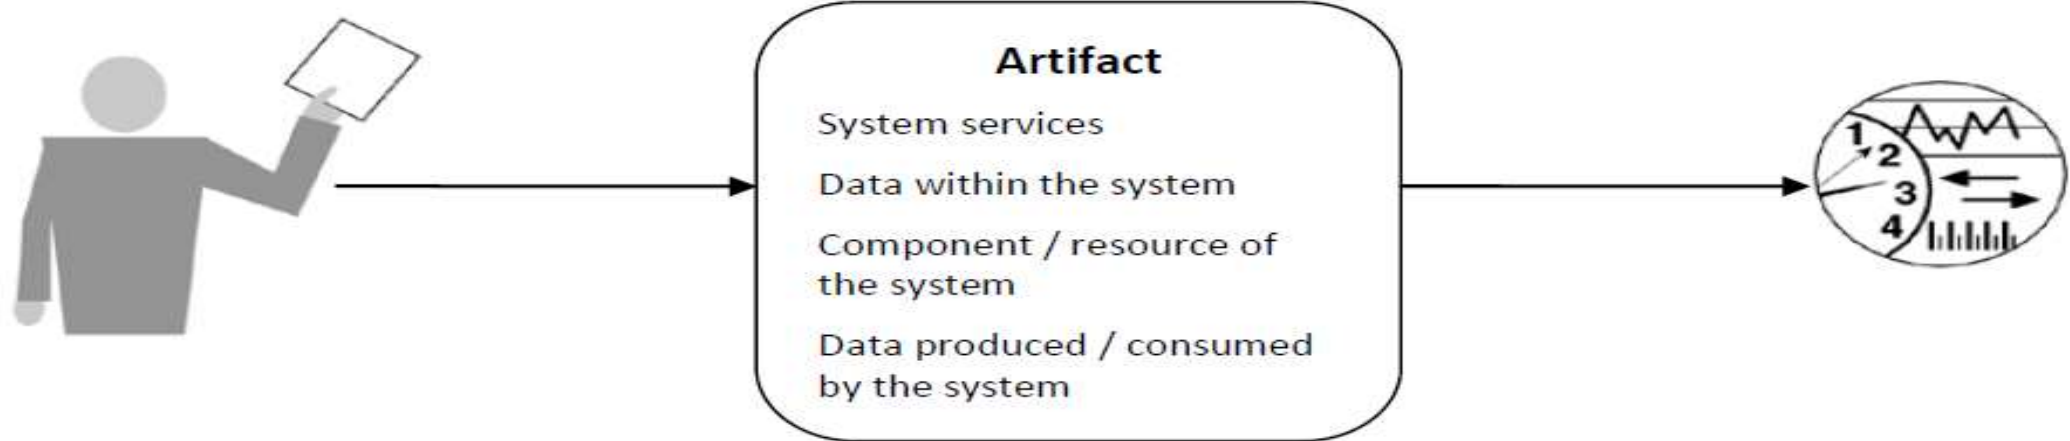 Artifact
System services
Data within the system
Component / resource of
the system
Data produced / consumed
by the system
1
2
3
4